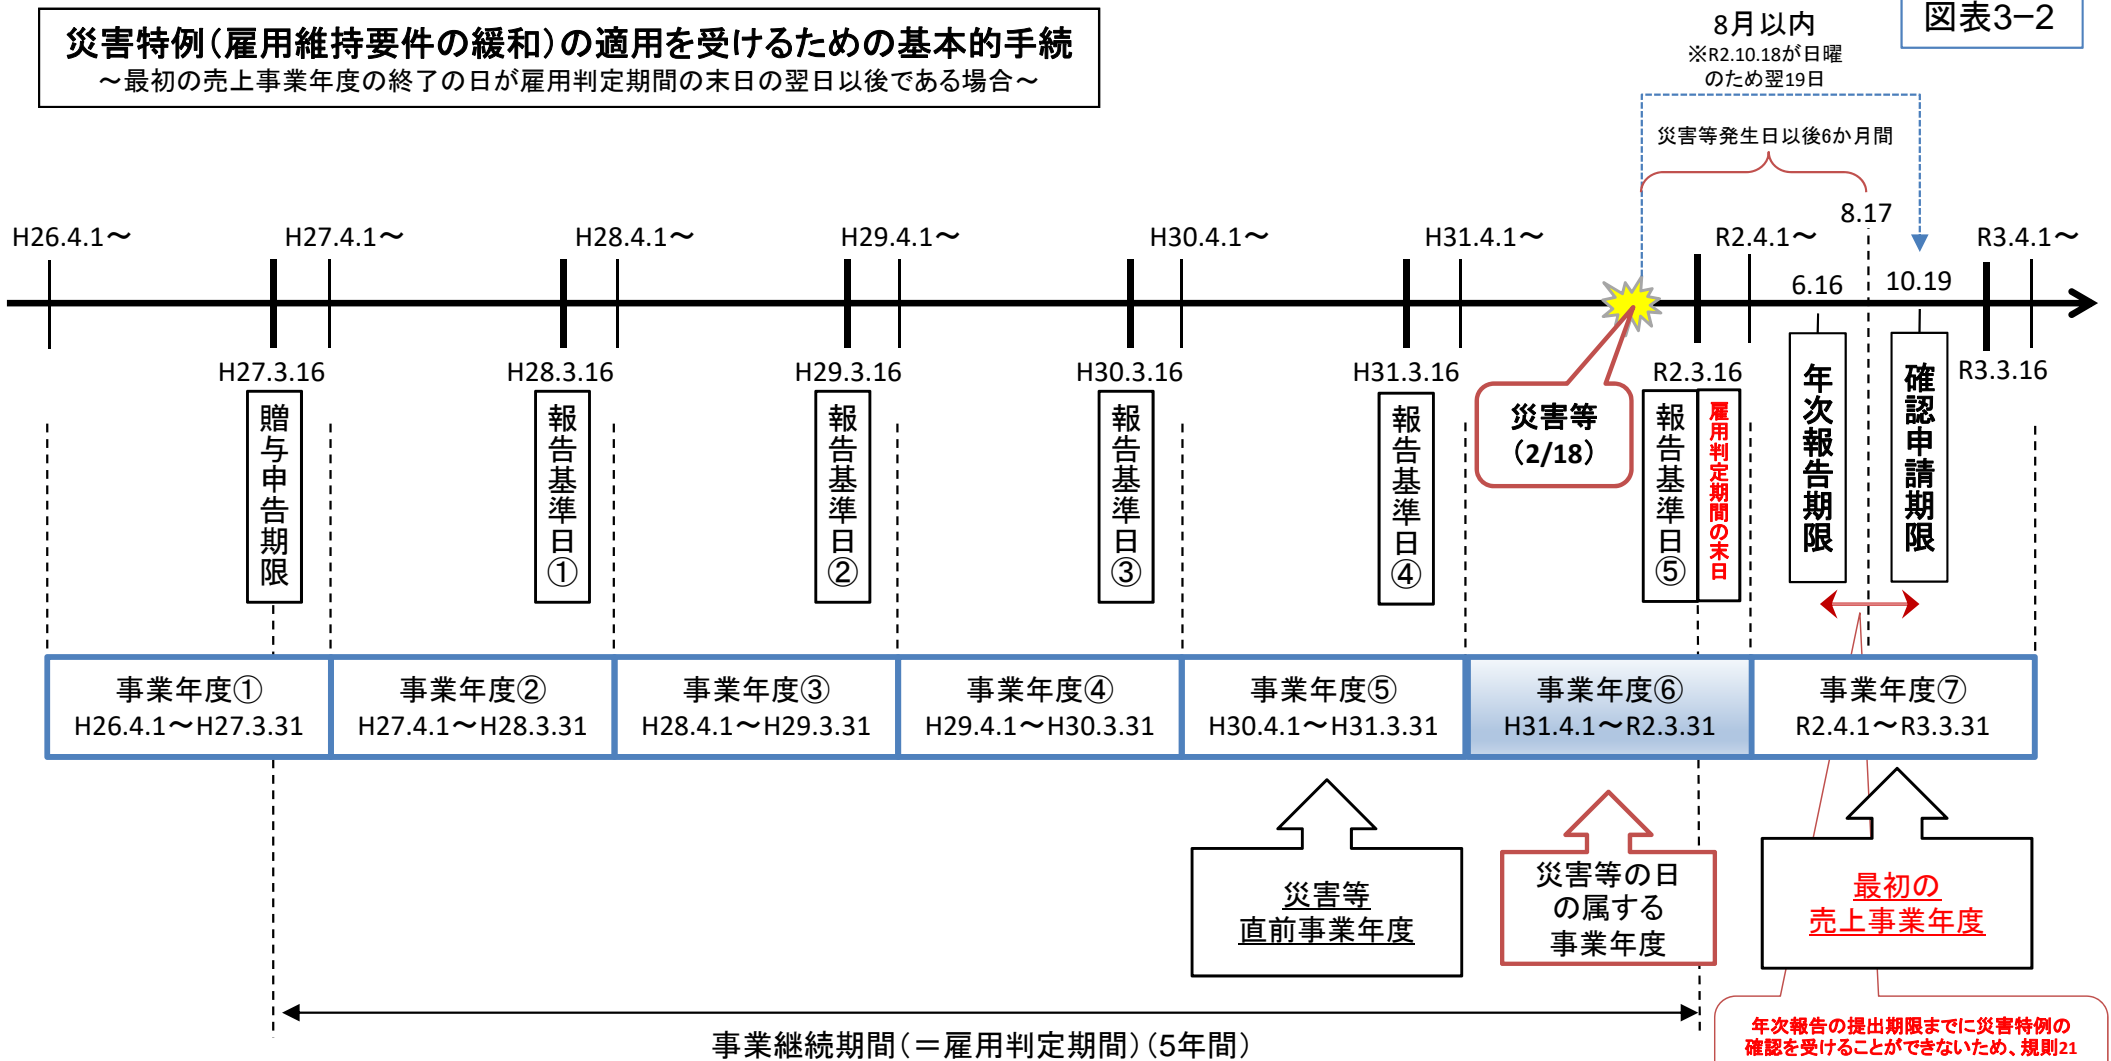 災害特例（雇用維持要件の緩和）の適用を受けるための基本的手続
～最初の売上事業年度の終了の日が雇用判定期間の末日の翌日以後である場合～
図表3−2
8月以内
※R2.10.18が日曜
のため翌19日
災害等発生日以後6か月間
8.17
H26.4.1～
H27.4.1～
H28.4.1～
H29.4.1～
H30.4.1～
H31.4.1～
R2.4.1～
R3.4.1～
6.16
10.19
H27.3.16
H28.3.16
H29.3.16
H30.3.16
H31.3.16
R2.3.16
R3.3.16
贈与申告期限
報告基準日①
報告基準日②
報告基準日③
報告基準日④
災害等
（2/18）
報告基準日⑤
雇用判定期間の末日
年次報告期限
確認申請期限
事業年度①
H26.4.1～H27.3.31
事業年度②
H27.4.1～H28.3.31
事業年度③
H28.4.1～H29.3.31
事業年度④
H29.4.1～H30.3.31
事業年度⑤
H30.4.1～H31.3.31
事業年度⑥
H31.4.1～R2.3.31
事業年度⑦
R2.4.1～R3.3.31
災害等
直前事業年度
災害等の日
の属する
事業年度
最初の
売上事業年度
事業継続期間（＝雇用判定期間）（5年間）
年次報告の提出期限までに災害特例の
確認を受けることができないため、規則21